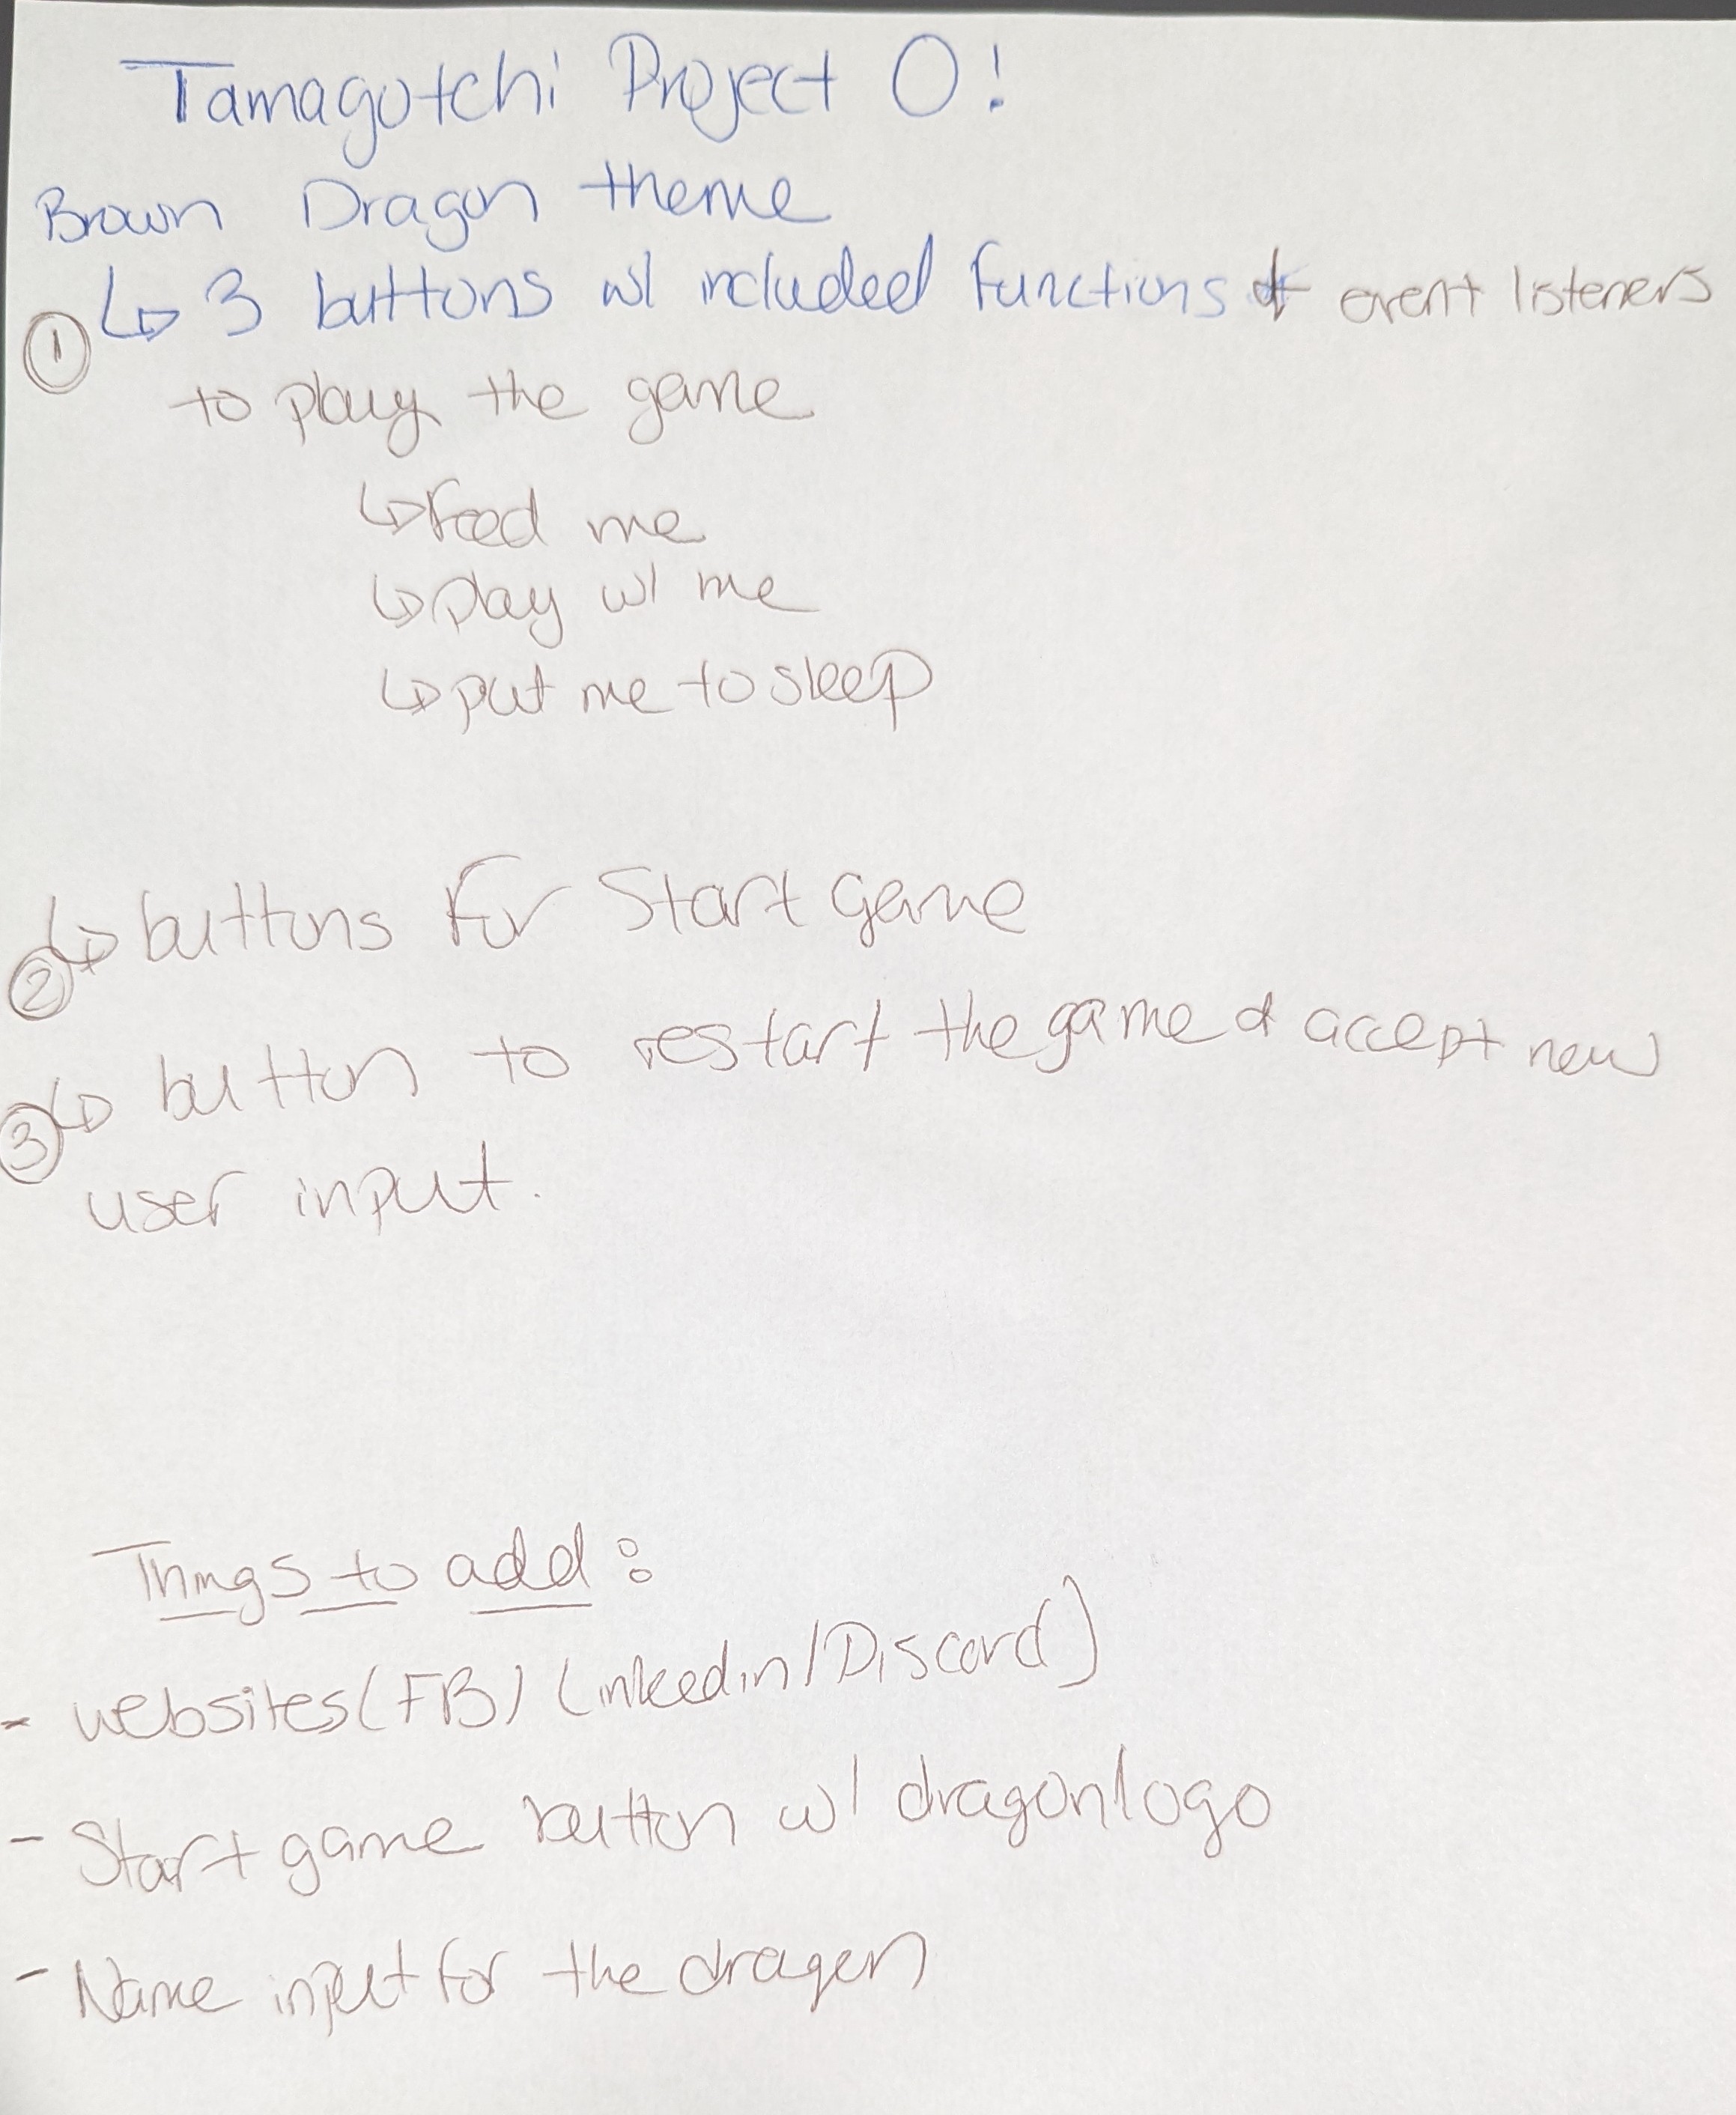 Tamagotchi Project 0!
Brown Dragon theme
↳ 3 buttons w/ included functions & event listeners
① to play the game
↳ Feed me
↳ play w/ me
↳ put me to sleep
② ↳ buttons for Start game
③ ↳ button to restart the game & accept new
user input.
Things to add:
- websites (FB) (Linkedin/Discord)
- Start game button w/ dragon logo
- Name input for the dragon